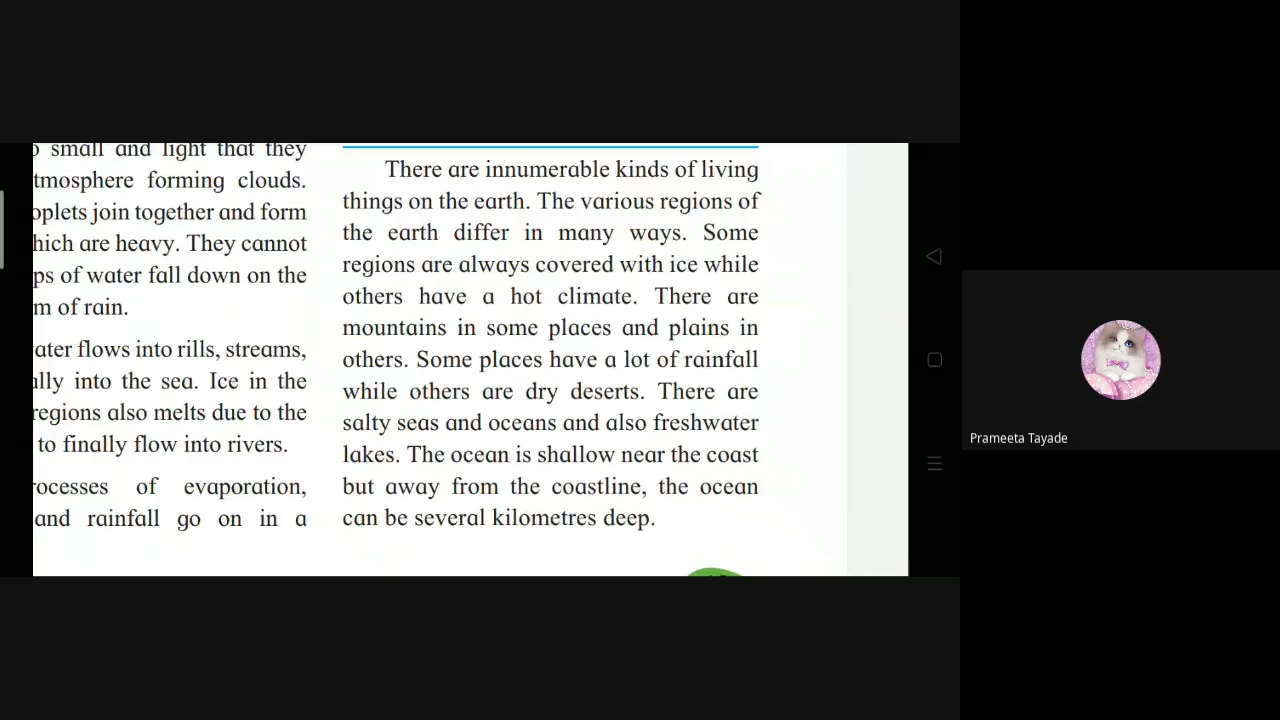 small and light that they
tmosphere forming clouds.
oplets join together and form
hich are heavy. They cannot
ps of water fall down on the
m of rain.
ater flows into rills, streams,
ally into the sea. Ice in the
regions also melts due to the
to finally flow into rivers.
rocesses of evaporation,
and rainfall go on in a
There are innumerable kinds of living
things on the earth. The various regions of
the earth differ in many ways. Some
regions are always covered with ice while
others have a hot climate. There are
mountains in some places and plains in
others. Some places have a lot of rainfall
while others are dry deserts. There are
salty seas and oceans and also freshwater
lakes. The ocean is shallow near the coast
but away from the coastline, the ocean
can be several kilometres deep.
Prameeta Tayade